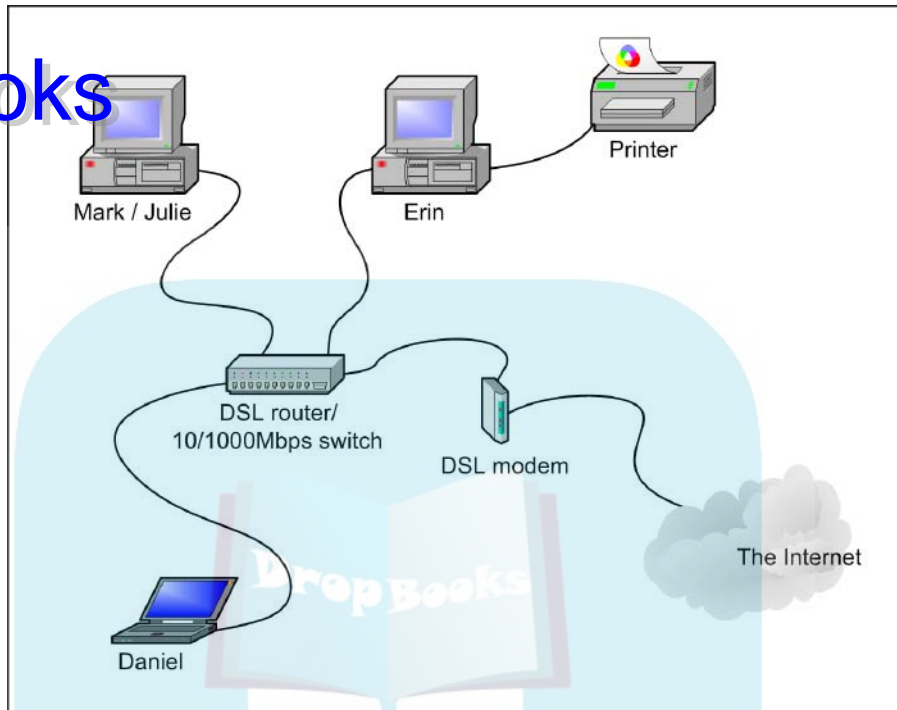 oks
Printer
Mark / Julie
Erin
DSL router/
10/1000Mbps switch
DSL modem
The Internet
DropBooks
Daniel